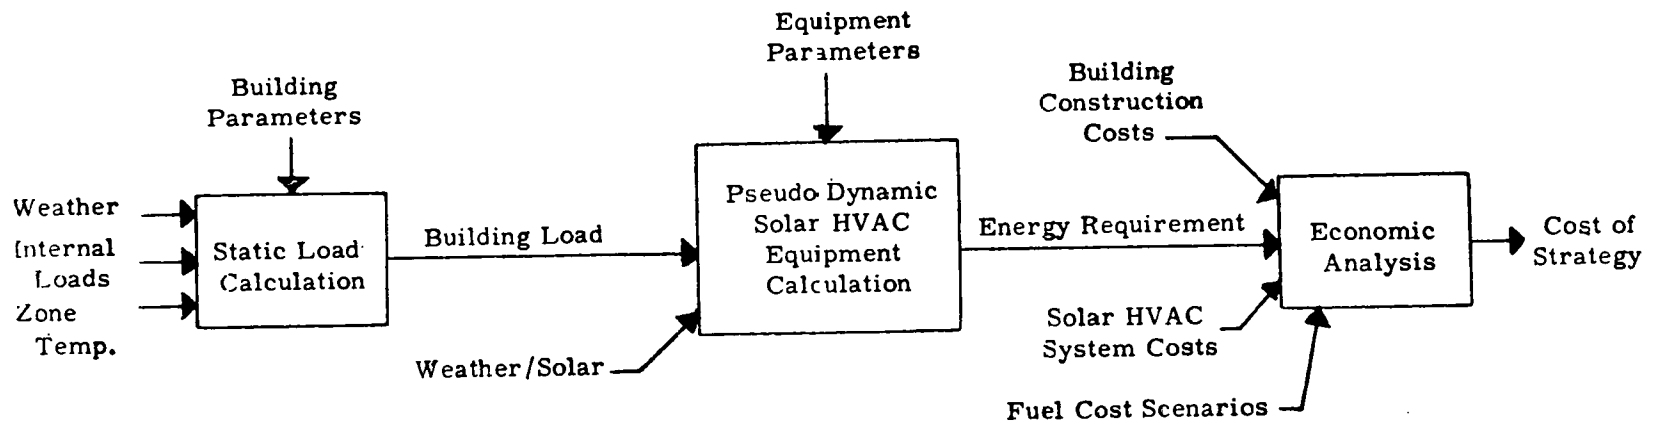 Equipment
Parameters
Building
Parameters
Building
Construction
Costs
Weather
Internal
Loads
Zone
Temp.
Static Load
Calculation
Building Load
Weather/Solar
Pseudo Dynamic
Solar HVAC
Equipment
Calculation
Energy Requirement
Solar HVAC
System Costs
Fuel Cost Scenarios
Economic
Analysis
Cost of
Strategy